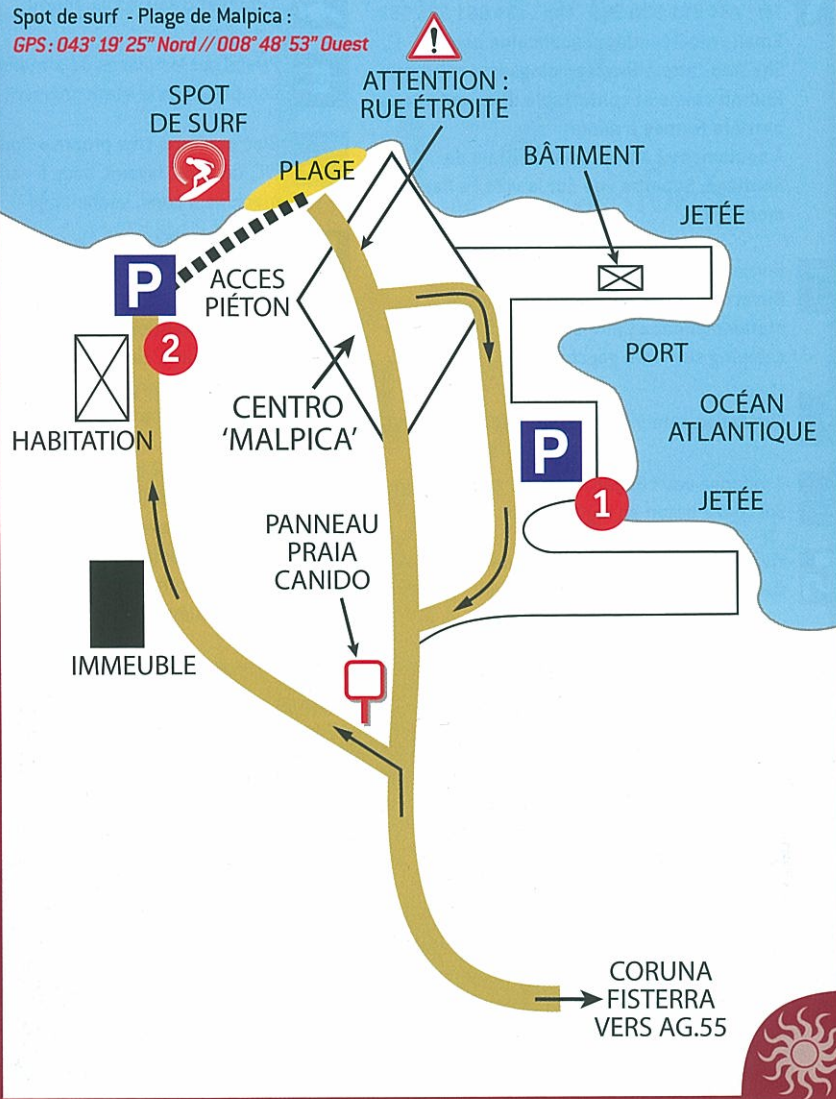 Spot de surf - Plage de Malpica :
GPS : 043° 19' 25" Nord // 008° 48' 53" Ouest
ATTENTION :
RUE ÉTROITE
SPOT
DE SURF
PLAGE
BÂTIMENT
JETÉE
P
ACCES
PIÉTON
2
PORT
HABITATION
CENTRO
'MALPICA'
OCÉAN
ATLANTIQUE
P
1
JETÉE
PANNEAU
PRAIA
CANIDO
IMMEUBLE
CORUNA
FISTERRA
VERS AG.55